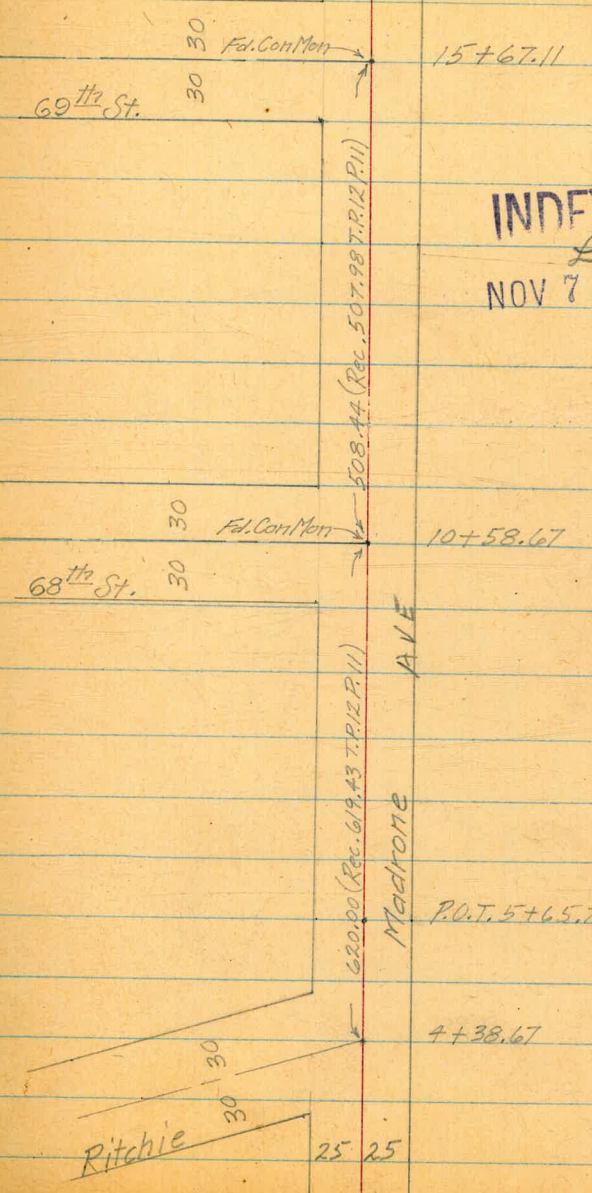 30 30
Fd. Con Mon
15+67.11
69th St.
508.44 (Rec. 507.98 T.P. 12 P. 11)
NOV 7
30 30
Fd. Con Mon
10+58.67
68th St.
620.00 (Rec. 619.43 T.P. 12 P. 11)
Madrone AVE
P.O.T. 5+65.7
4+38.67
30
30
Ritchie
25 25